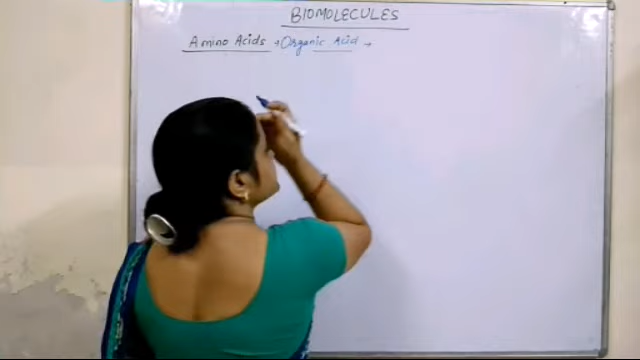 BIOMOLECULES
Amino Acids → Organic Acid →